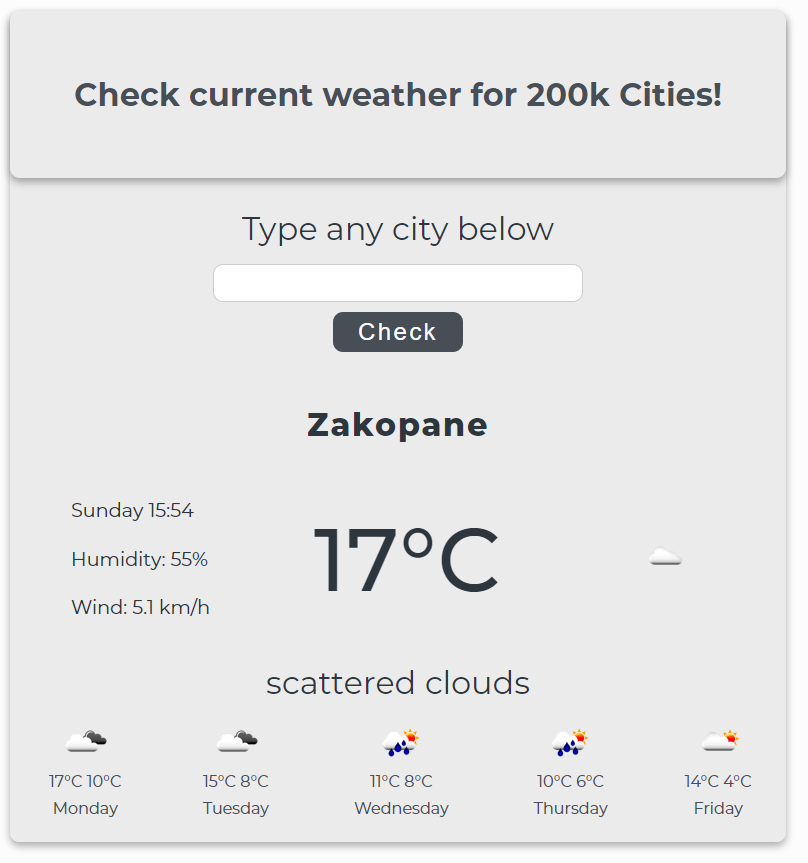 Check current weather for 200k Cities!
Type any city below
Check
Zakopane
Sunday 15:54
Humidity: 55%
Wind: 5.1 km/h
17°C
scattered clouds
17°C 10°C
Monday
15°C 8°C
Tuesday
11°C 8°C
Wednesday
10°C 6°C
Thursday
14°C 4°C
Friday